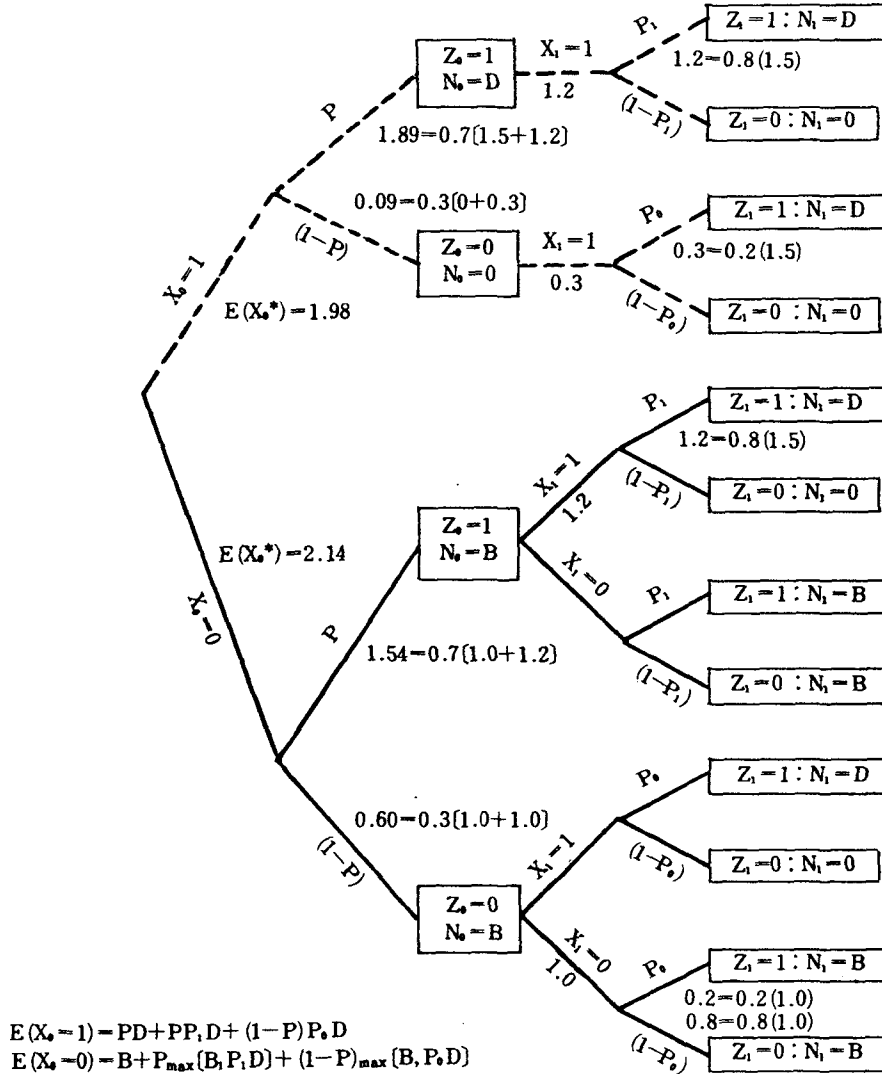 P₁
Z₁=1 : N₁=D
1.2=0.8(1.5)
Z₀=1
N₀=D
X₁=1
1.2
(1-P₁)
Z₁=0 : N₁=0
P
1.89=0.7[1.5+1.2]
0.09=0.3[0+0.3]
(1-P)
Z₀=0
N₀=0
X₁=1
0.3
P₀
Z₁=1 : N₁=D
0.3=0.2(1.5)
(1-P₀)
Z₁=0 : N₁=0
X₀=1
E(X₀*)=1.98
P₁
Z₁=1 : N₁=D
1.2=0.8(1.5)
X₁=1
1.2
(1-P₁)
Z₁=0 : N₁=0
Z₀=1
N₀=B
E(X₀*)=2.14
X₀=0
X₁=0
P₁
Z₁=1 : N₁=B
P
1.54=0.7[1.0+1.2]
(1-P₁)
Z₁=0 : N₁=B
P₀
Z₁=1 : N₁=D
0.60=0.3[1.0+1.0]
(1-P)
X₁=1
(1-P₀)
Z₁=0 : N₁=0
Z₀=0
N₀=B
X₁=0
1.0
P₀
Z₁=1 : N₁=B
0.2=0.2(1.0)
0.8=0.8(1.0)
(1-P₀)
Z₁=0 : N₁=B
E(X₀=1)=PD+PP₁D+(1-P)P₀D
E(X₀=0)=B+Pmax[B₁P₁D]+(1-P)max[B, P₀D]